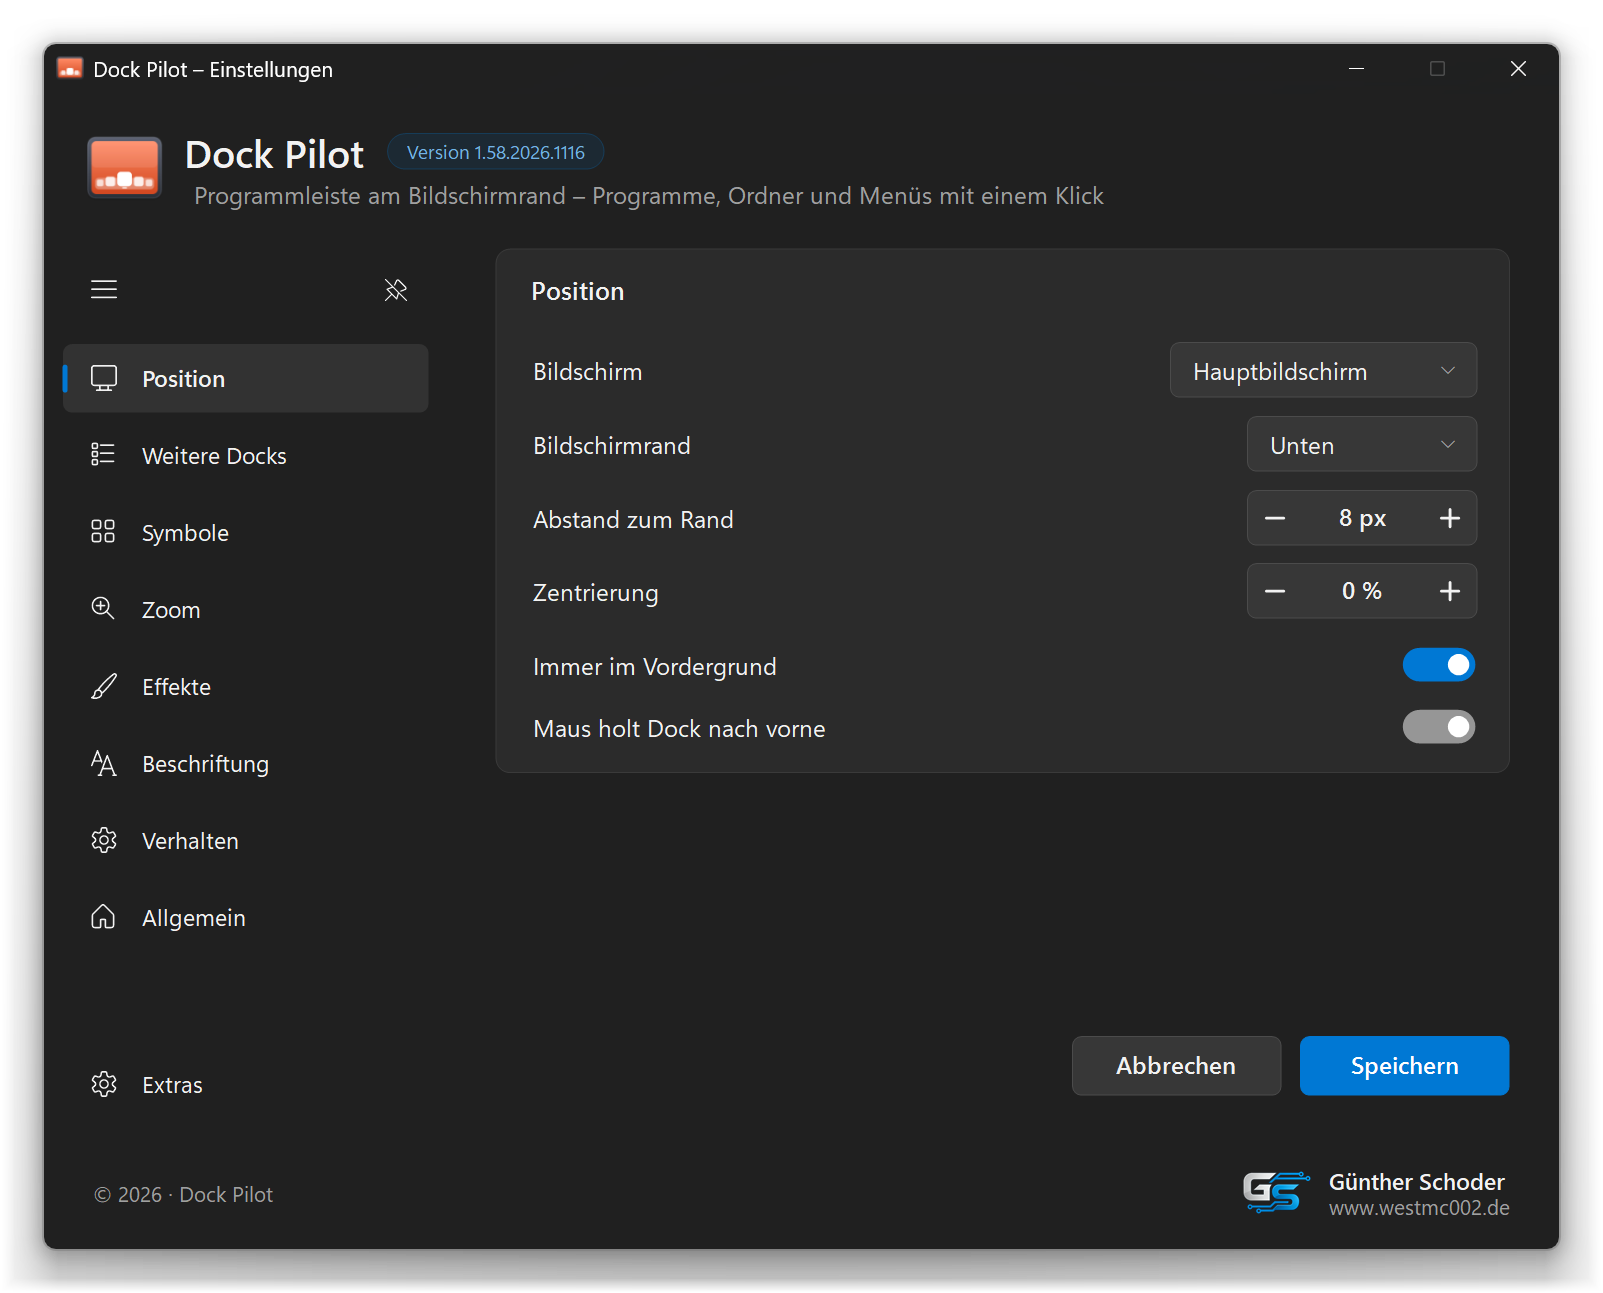 Dock Pilot – Einstellungen
Dock Pilot
Version 1.58.2026.1116
Programmleiste am Bildschirmrand – Programme, Ordner und Menüs mit einem Klick
Position
Weitere Docks
Symbole
Zoom
Effekte
Beschriftung
Verhalten
Allgemein
Extras
Position
Bildschirm
Hauptbildschirm
Bildschirmrand
Unten
Abstand zum Rand
8 px
Zentrierung
0 %
Immer im Vordergrund
Maus holt Dock nach vorne
Abbrechen
Speichern
© 2026 · Dock Pilot
GS
Günther Schoder
www.westmc002.de